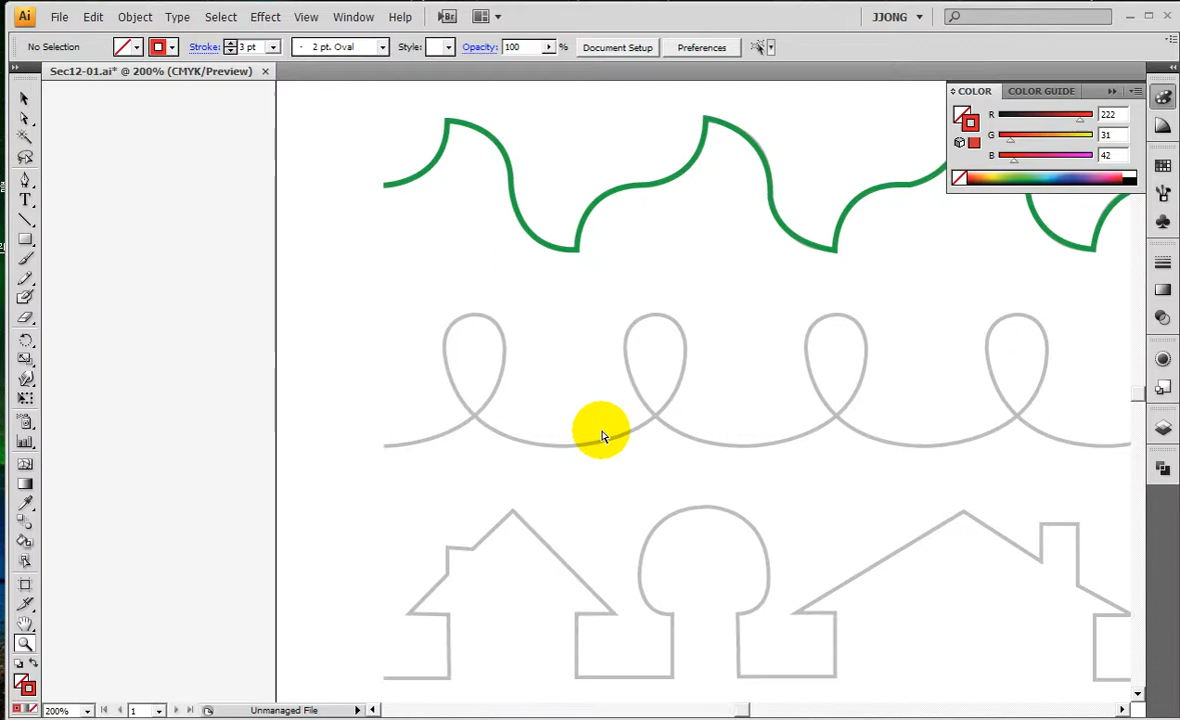 Ai File Edit Object Type Select Effect View Window Help Br JJONG
No Selection Stroke: 3 pt 2 pt. Oval Style: Opacity: 100 % Document Setup Preferences
Sec12-01.ai* @ 200% (CMYK/Preview) ×
COLOR COLOR GUIDE
R 222
G 31
B 42
T
200% 1 Unmanaged File